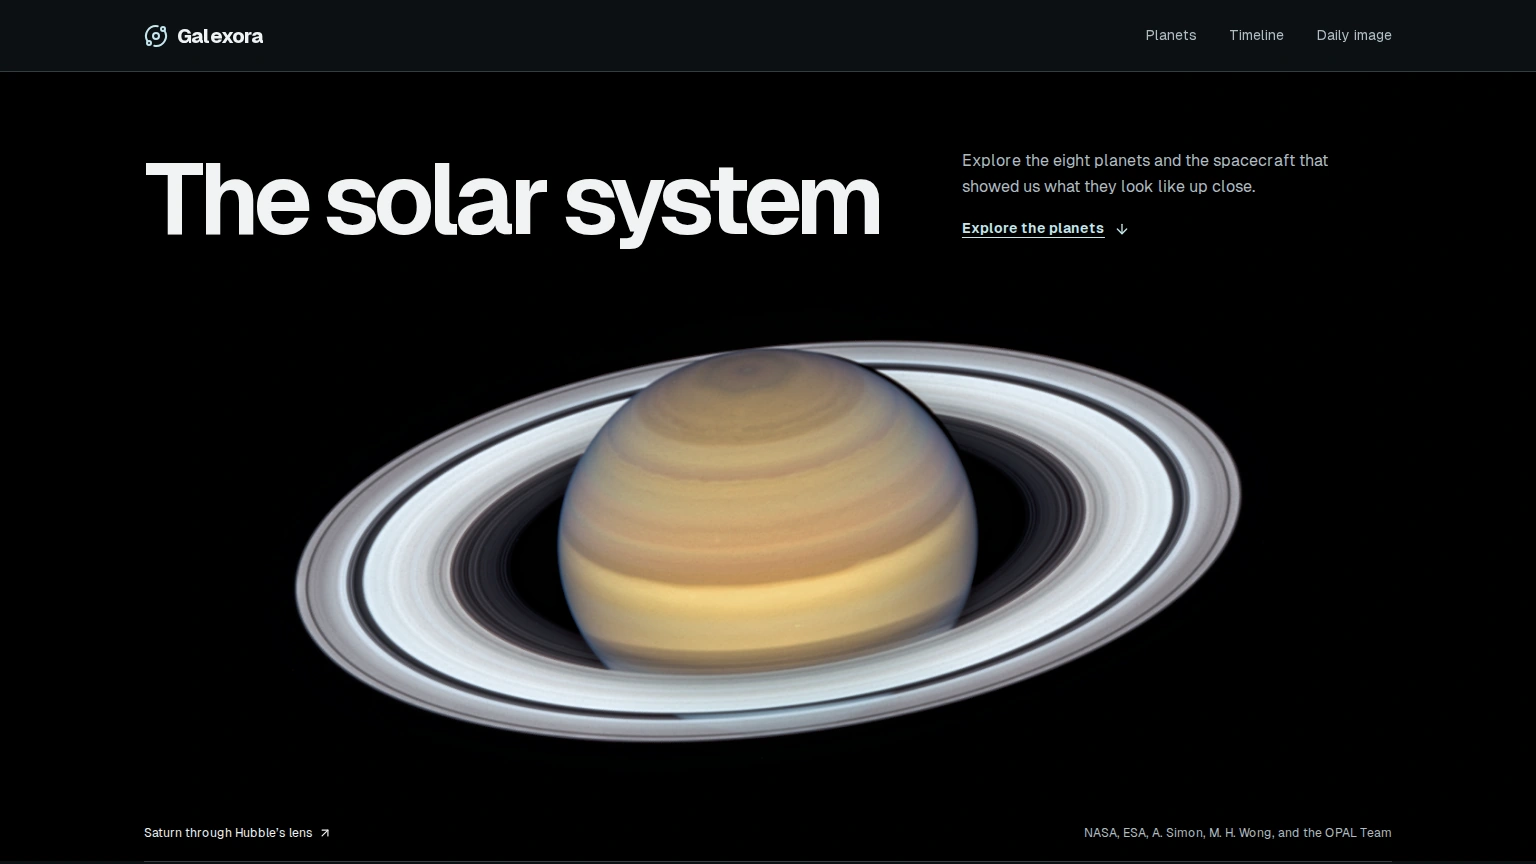 Galexora
Planets
Timeline
Daily image
The solar system
Explore the eight planets and the spacecraft that
showed us what they look like up close.
Explore the planets
Saturn through Hubble’s lens
NASA, ESA, A. Simon, M. H. Wong, and the OPAL Team